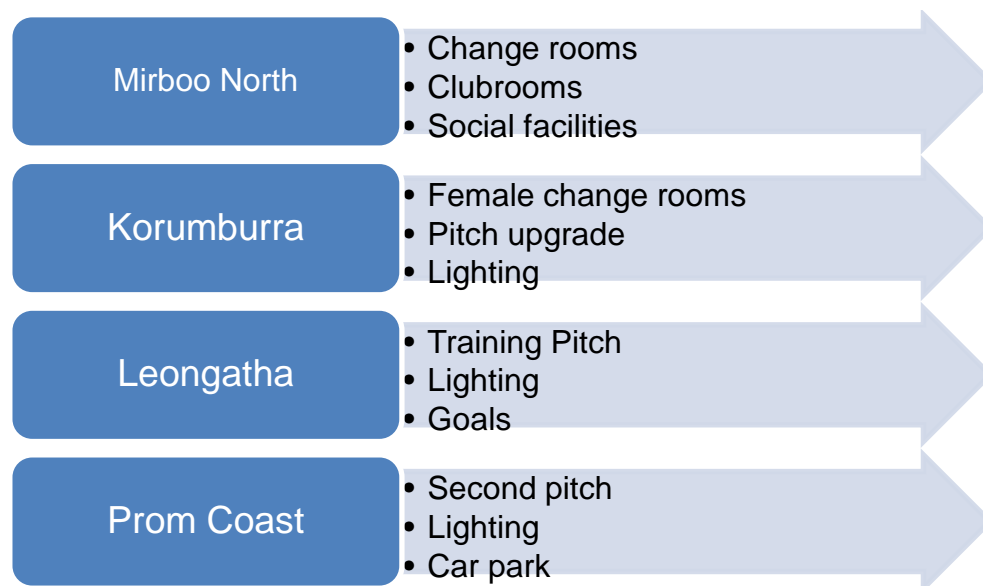 Mirboo North
• Change rooms
• Clubrooms
• Social facilities
Korumburra
• Female change rooms
• Pitch upgrade
• Lighting
Leongatha
• Training Pitch
• Lighting
• Goals
Prom Coast
• Second pitch
• Lighting
• Car park